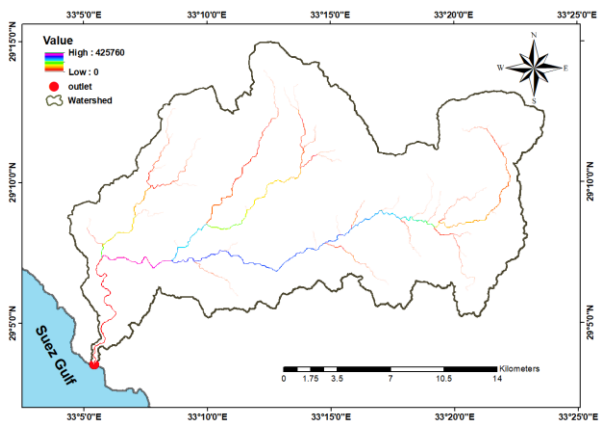 33°5'0"E 33°10'0"E 33°15'0"E 33°20'0"E 33°25'0"E
29°15'0"N
29°10'0"N
29°5'0"N
Value
High : 425760
Low : 0
outlet
Watershed
N
W E
S
29°15'0"N
29°10'0"N
29°5'0"N
Suez Gulf
Kilometers
0 1.75 3.5 7 10.5 14
33°5'0"E 33°10'0"E 33°15'0"E 33°20'0"E 33°25'0"E